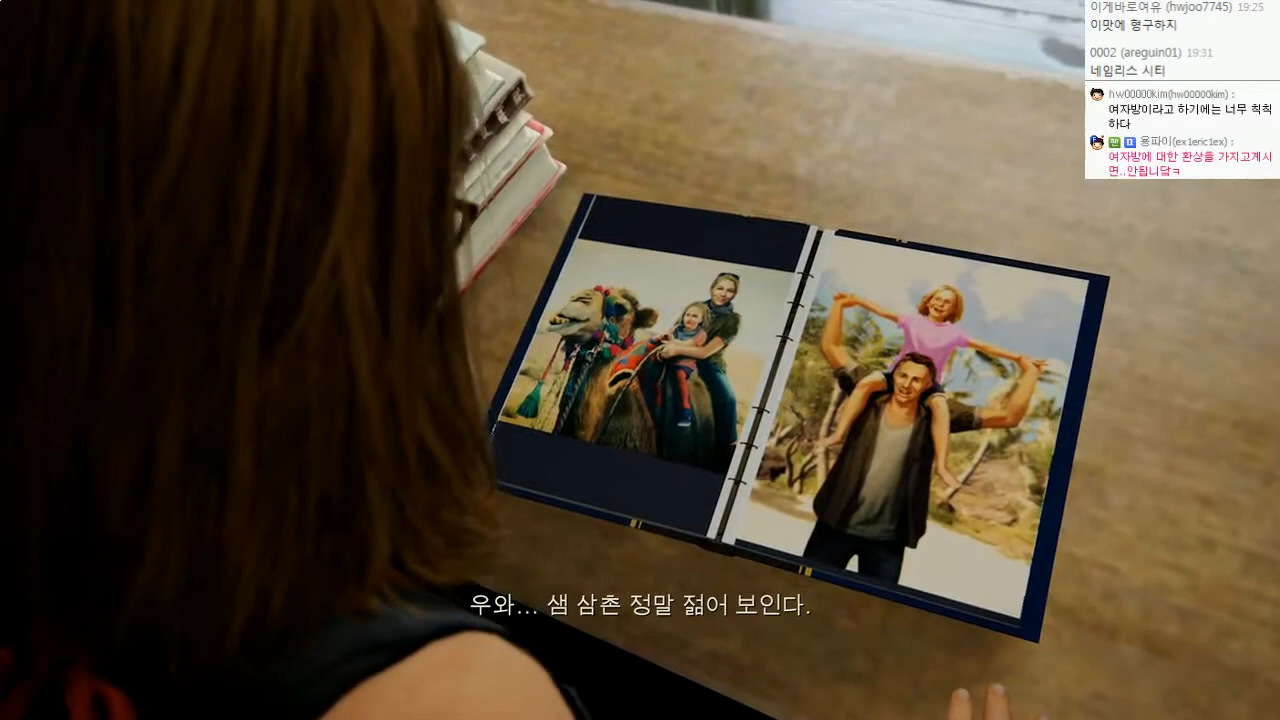 이게바로여유 (hwjoo7745) 19:25
이맛에 형구하지
0002 (areguin01) 19:31
네임리스 시티
hw00000kim(hw00000kim) :
여자방이라고 하기에는 너무 칙칙
하다
팬 용파이(ex1eric1ex) :
여자방에 대한 환상을 가지고계시
면..안됩니닼ㅋ
우와... 샘 삼촌 정말 젊어 보인다.